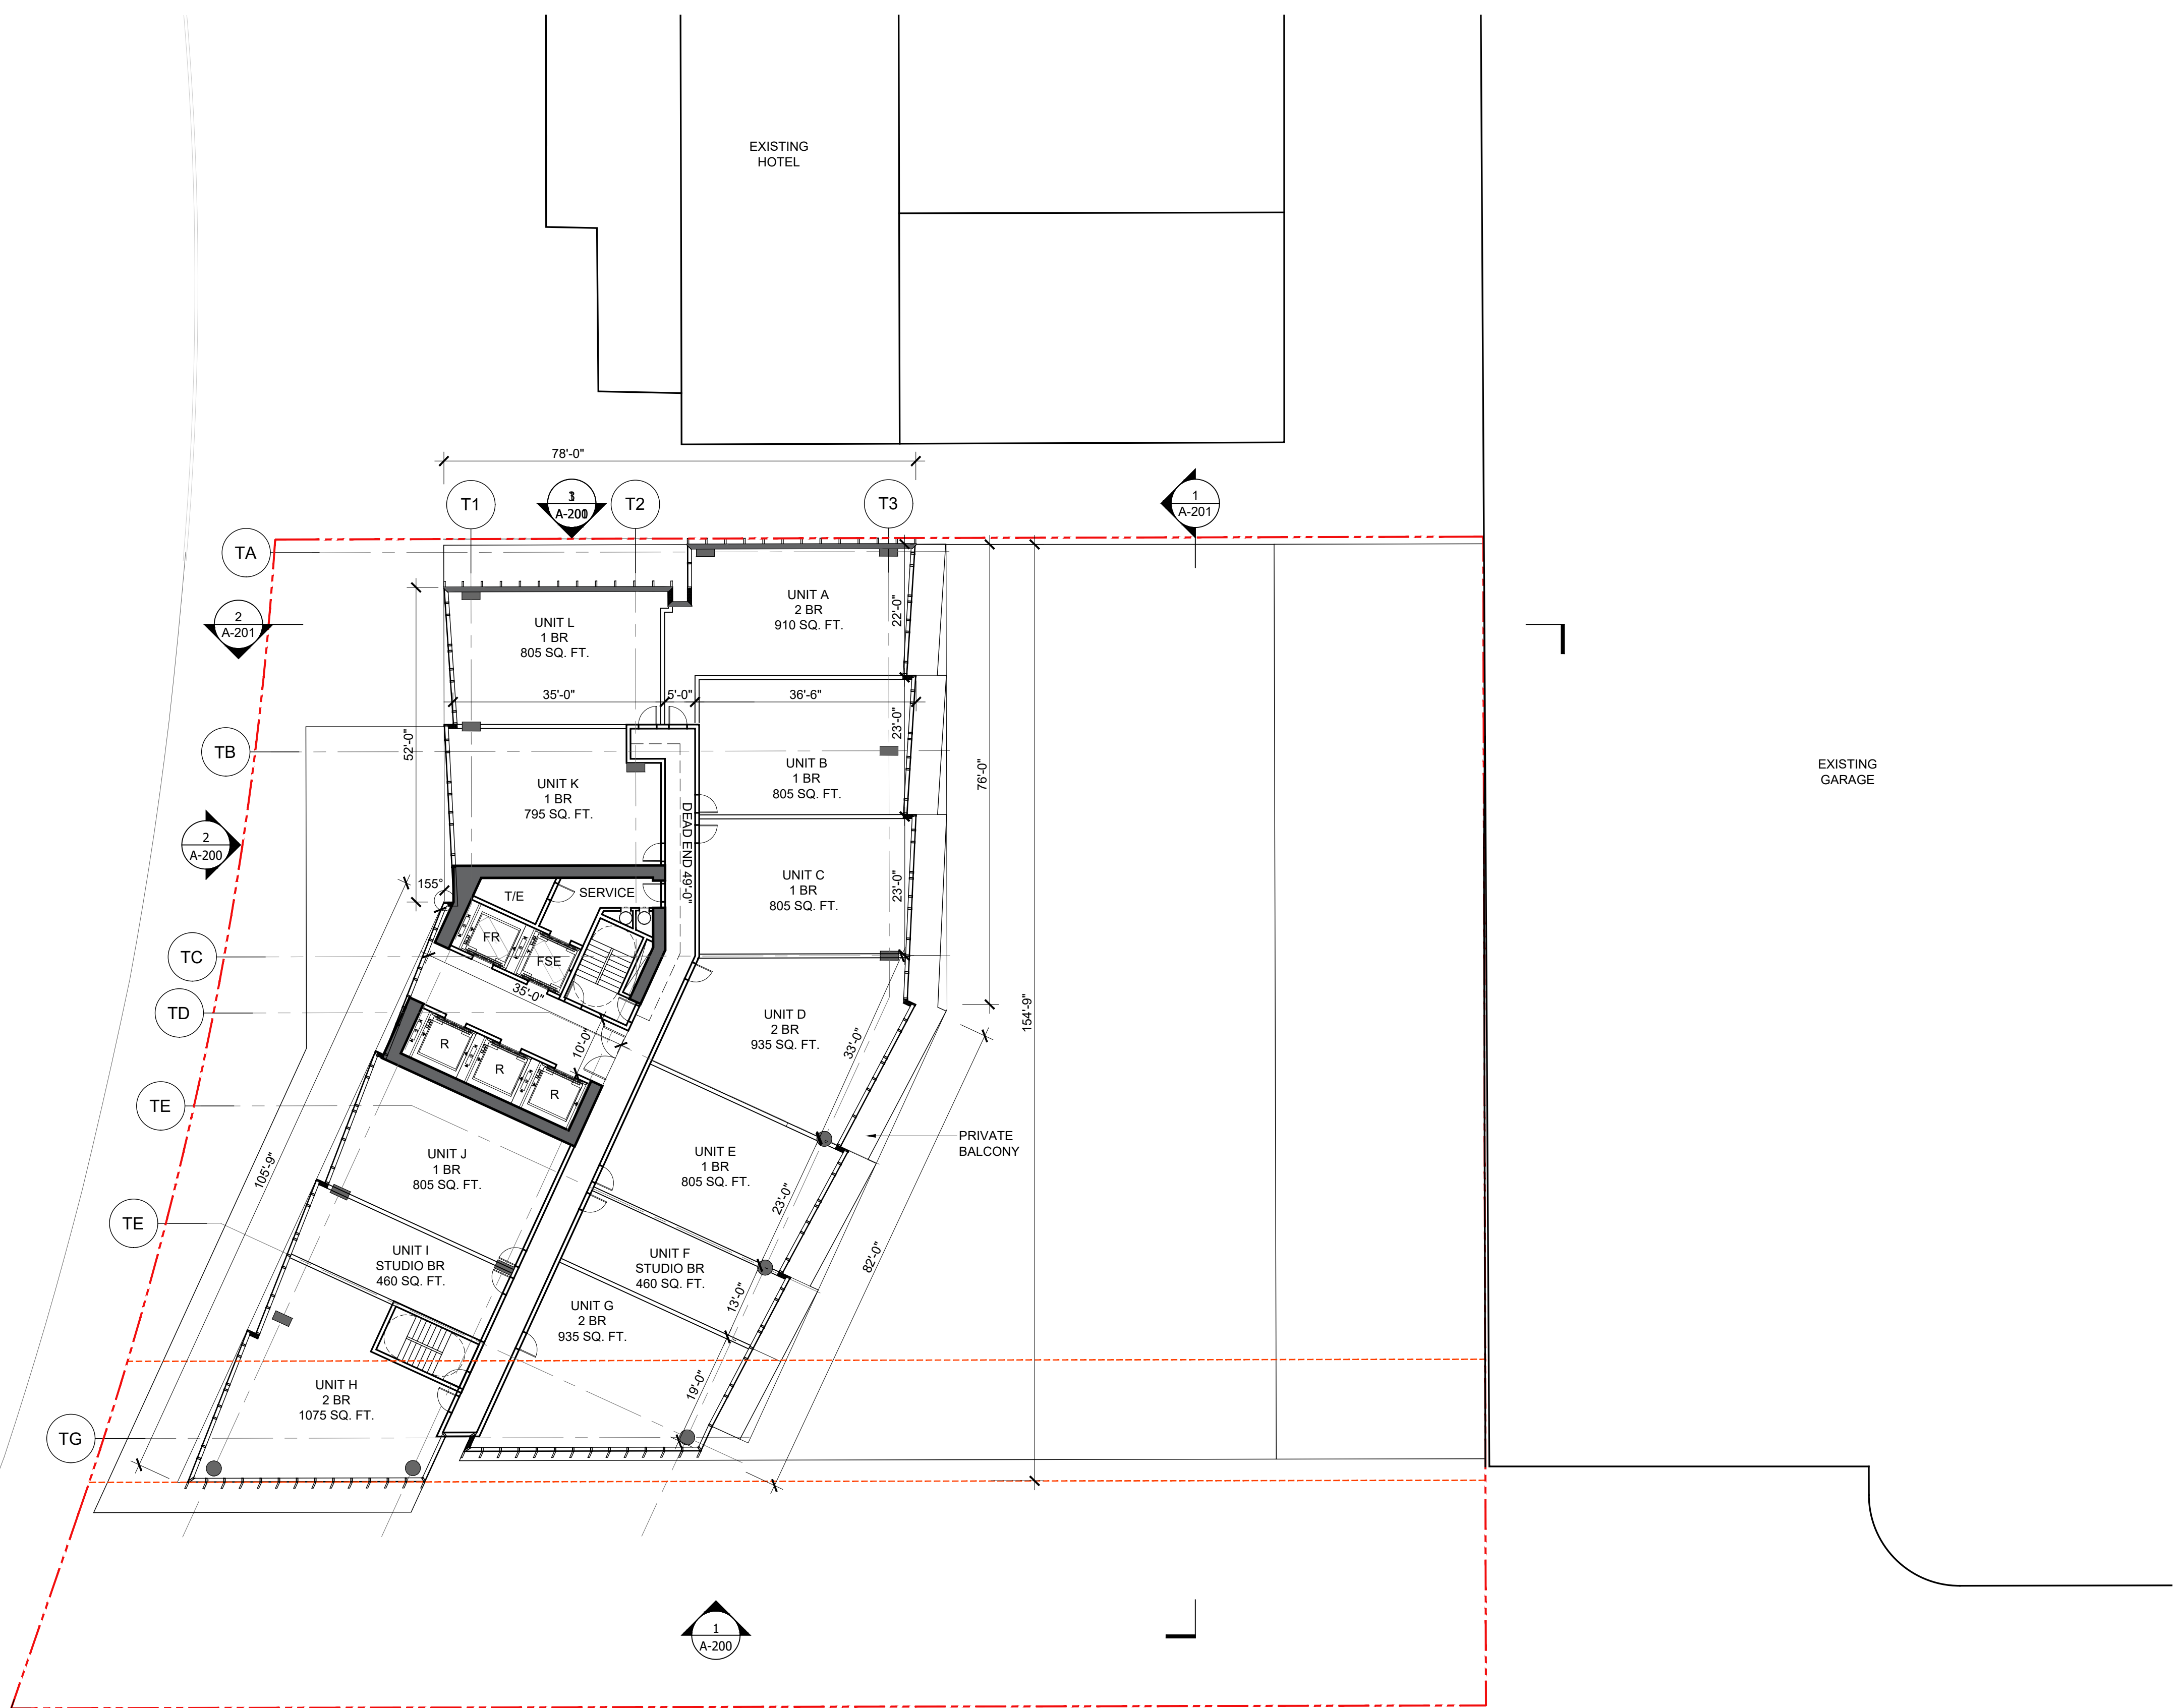 EXISTING
HOTEL
78'-0"
T1
3
A-200
T2
T3
1
A-201
TA
UNIT A
2 BR
910 SQ. FT.
22'-0"
2
A-201
UNIT L
1 BR
805 SQ. FT.
35'-0"
5'-0"
36'-6"
TB
52'-0"
23'-0"
76'-0"
UNIT B
1 BR
805 SQ. FT.
EXISTING
GARAGE
UNIT K
1 BR
795 SQ. FT.
DEAD END 49'-0"
2
A-200
155°
T/E
SERVICE
UNIT C
1 BR
805 SQ. FT.
23'-0"
FR
FSE
TC
35'-0"
TD
10'-0"
UNIT D
2 BR
935 SQ. FT.
33'-0"
154'-9"
R
R
R
TE
PRIVATE
BALCONY
UNIT J
1 BR
805 SQ. FT.
UNIT E
1 BR
805 SQ. FT.
105'-9"
23'-0"
TE
UNIT I
STUDIO BR
460 SQ. FT.
UNIT F
STUDIO BR
460 SQ. FT.
82'-0"
13'-0"
UNIT G
2 BR
935 SQ. FT.
19'-0"
UNIT H
2 BR
1075 SQ. FT.
TG
1
A-200